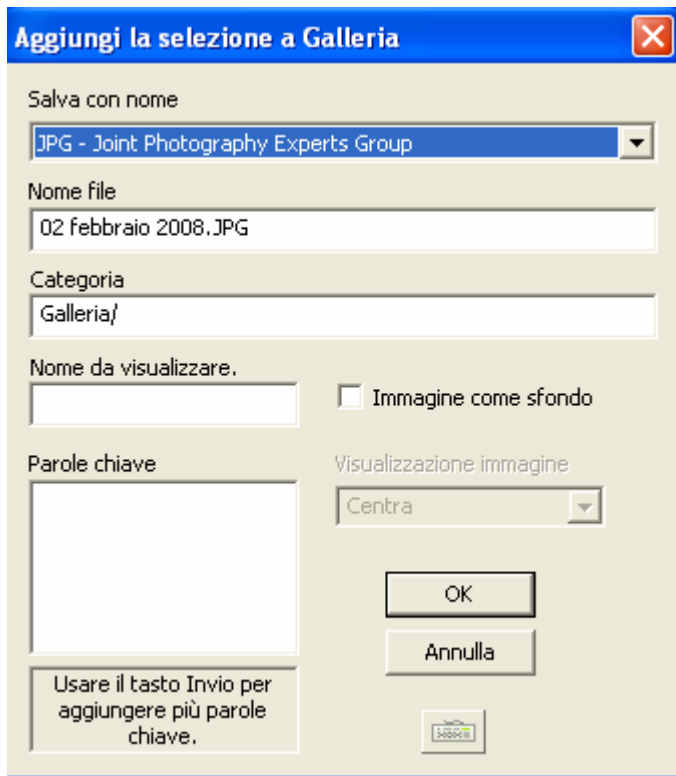 Aggiungi la selezione a Galleria
Salva con nome
JPG - Joint Photography Experts Group
Nome file
02 febbraio 2008.JPG
Categoria
Galleria/
Nome da visualizzare.
Immagine come sfondo
Parole chiave
Visualizzazione immagine
Centra
OK
Annulla
Usare il tasto Invio per
aggiungere più parole
chiave.